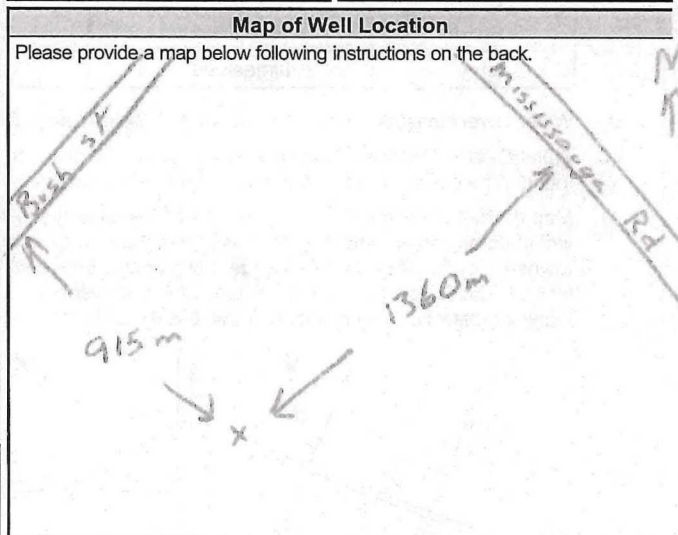 Map of Well Location
Please provide a map below following instructions on the back.
N
Bush st
Mississauga Rd
915 m
1360m
x